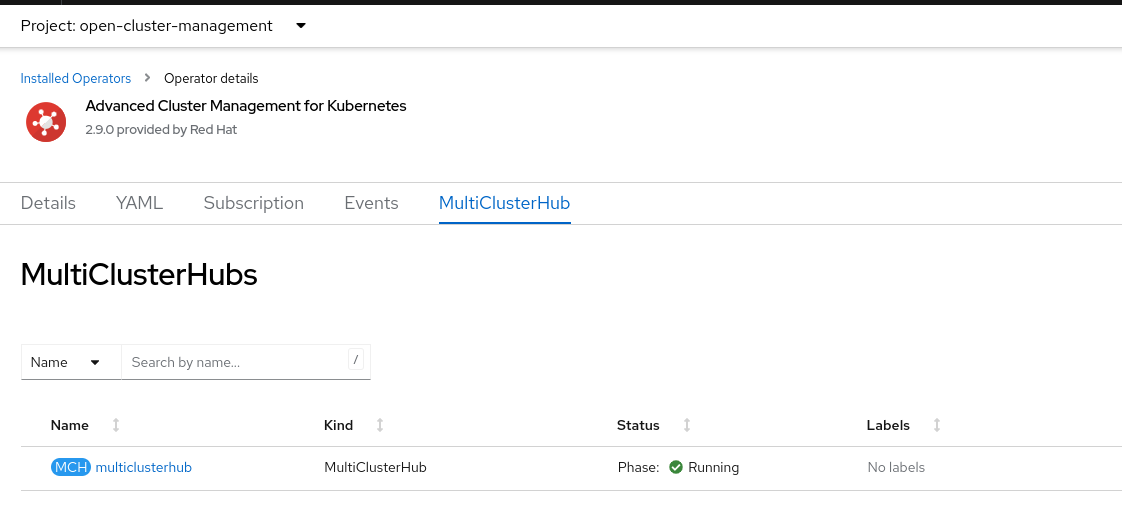 Project: open-cluster-management
Installed Operators > Operator details
Advanced Cluster Management for Kubernetes
2.9.0 provided by Red Hat
Details YAML Subscription Events MultiClusterHub
MultiClusterHubs
Name Search by name... /
Name Kind Status Labels
MCH multiclusterhub MultiClusterHub Phase: Running No labels